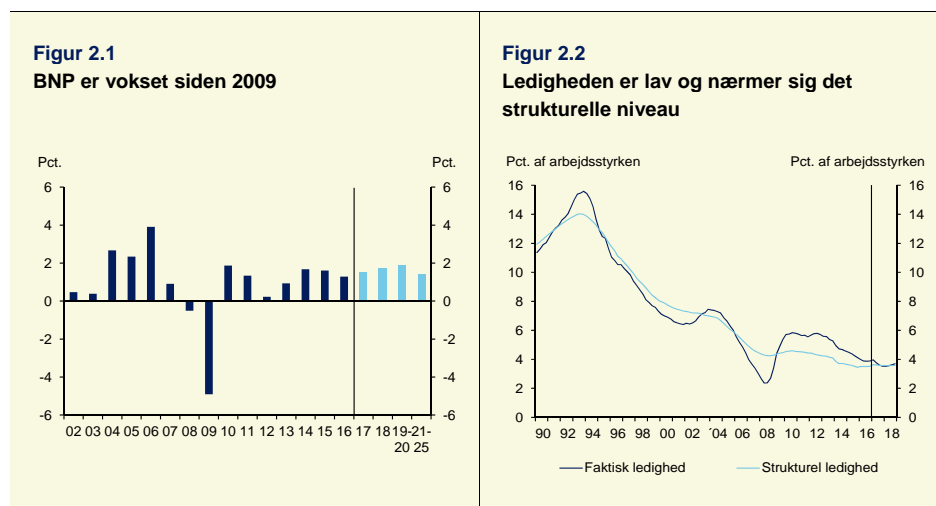 Figur 2.1
BNP er vokset siden 2009
Pct.
Pct.
6
4
2
0
-2
-4
-6
6
4
2
0
-2
-4
-6
02 03 04 05 06 07 08 09 10 11 12 13 14 15 16 17 18 19- 21-
20 25
Figur 2.2
Ledigheden er lav og nærmer sig det
strukturelle niveau
Pct. af arbejdsstyrken
Pct. af arbejdsstyrken
16
14
12
10
8
6
4
2
0
16
14
12
10
8
6
4
2
0
90 92 94 96 98 00 02 04 06 08 10 12 14 16 18
Faktisk ledighed
Strukturel ledighed